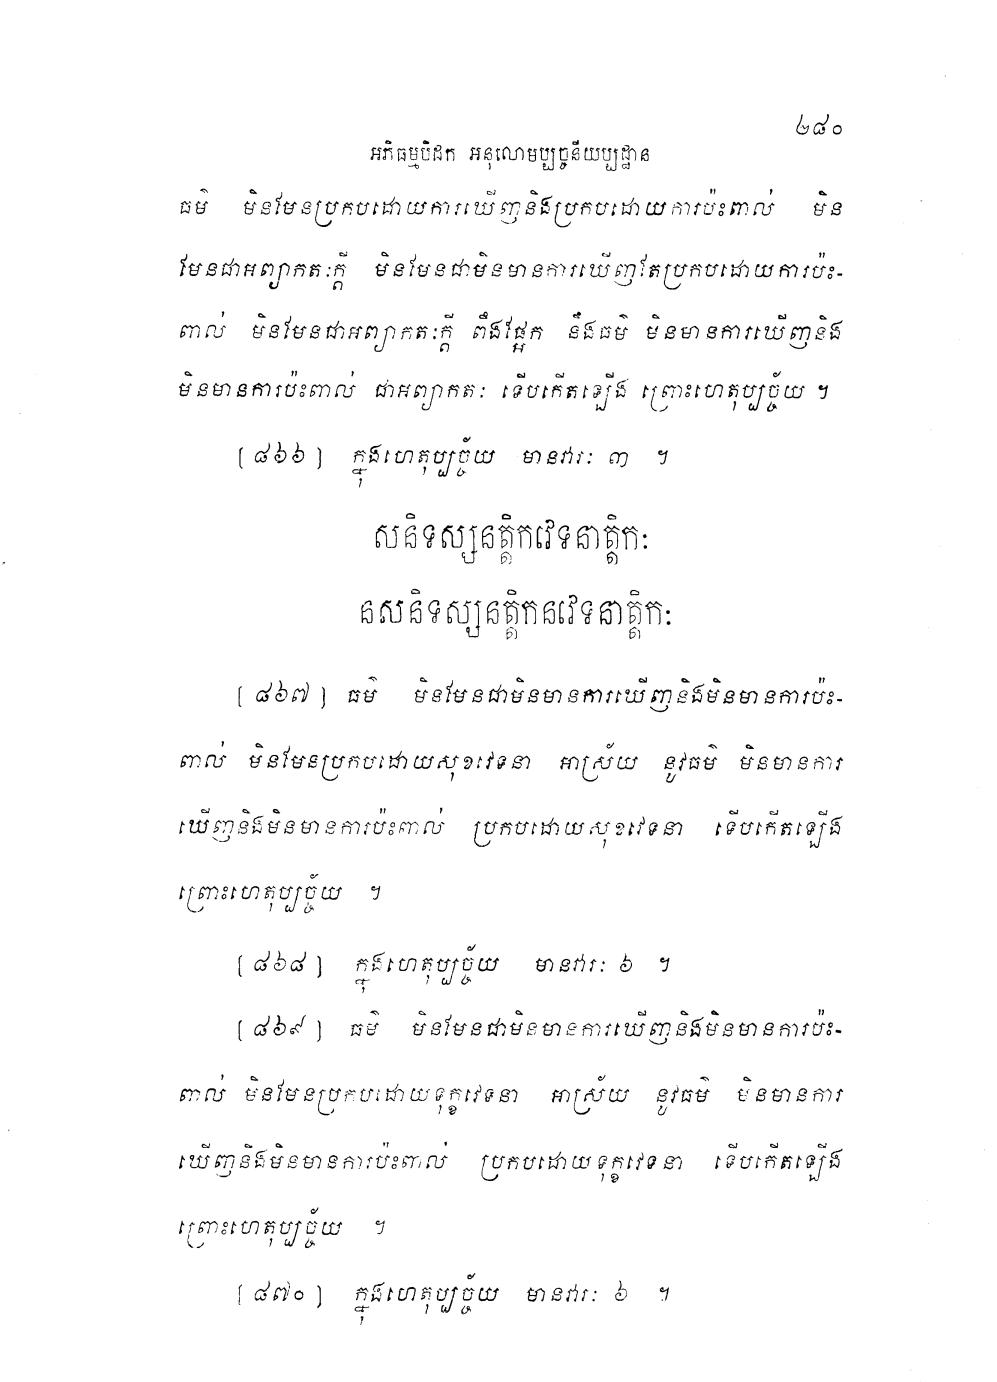 ២៨០
អភិធម្មបិដក អនុលោមប្បច្ចនីយប្បដ្ឋាន
ធម៌ មិនមែនប្រកបដោយការឃើញនិងប្រកបដោយការប៉ះពាល់ មិន
មែនជាអព្យាកតៈក្តី មិនមែនជាមិនមានការឃើញតែប្រកបដោយការប៉ះ-
ពាល់ មិនមែនជាអព្យាកតៈក្តី ពឹងផ្អែក នឹងធម៌ មិនមានការឃើញនិង
មិនមានការប៉ះពាល់ ជាអព្យាកតៈ ទើបកើតឡើង ព្រោះហេតុប្បច្ច័យ ។
[ ៨៦៦ ] ក្នុងហេតុប្បច្ច័យ មានវារៈ ៣ ។
សនិទស្សនត្តិកវេទនាត្តិកៈ
នសនិទស្សនត្តិកនវេទនាត្តិកៈ
[ ៨៦៧ ] ធម៌ មិនមែនជាមិនមានការឃើញនិងមិនមានការប៉ះ-
ពាល់ មិនមែនប្រកបដោយសុខវេទនា អាស្រ័យ នូវធម៌ មិនមានការ
ឃើញនិងមិនមានការប៉ះពាល់ ប្រកបដោយសុខវេទនា ទើបកើតឡើង
ព្រោះហេតុប្បច្ច័យ ។
[ ៨៦៨ ] ក្នុងហេតុប្បច្ច័យ មានវារៈ ៦ ។
[ ៨៦៩ ] ធម៌ មិនមែនជាមិនមានការឃើញនិងមិនមានការប៉ះ-
ពាល់ មិនមែនប្រកបដោយទុក្ខវេទនា អាស្រ័យ នូវធម៌ មិនមានការ
ឃើញនិងមិនមានការប៉ះពាល់ ប្រកបដោយទុក្ខវេទនា ទើបកើតឡើង
ព្រោះហេតុប្បច្ច័យ ។
[ ៨៧០ ] ក្នុងហេតុប្បច្ច័យ មានវារៈ ៦ ។